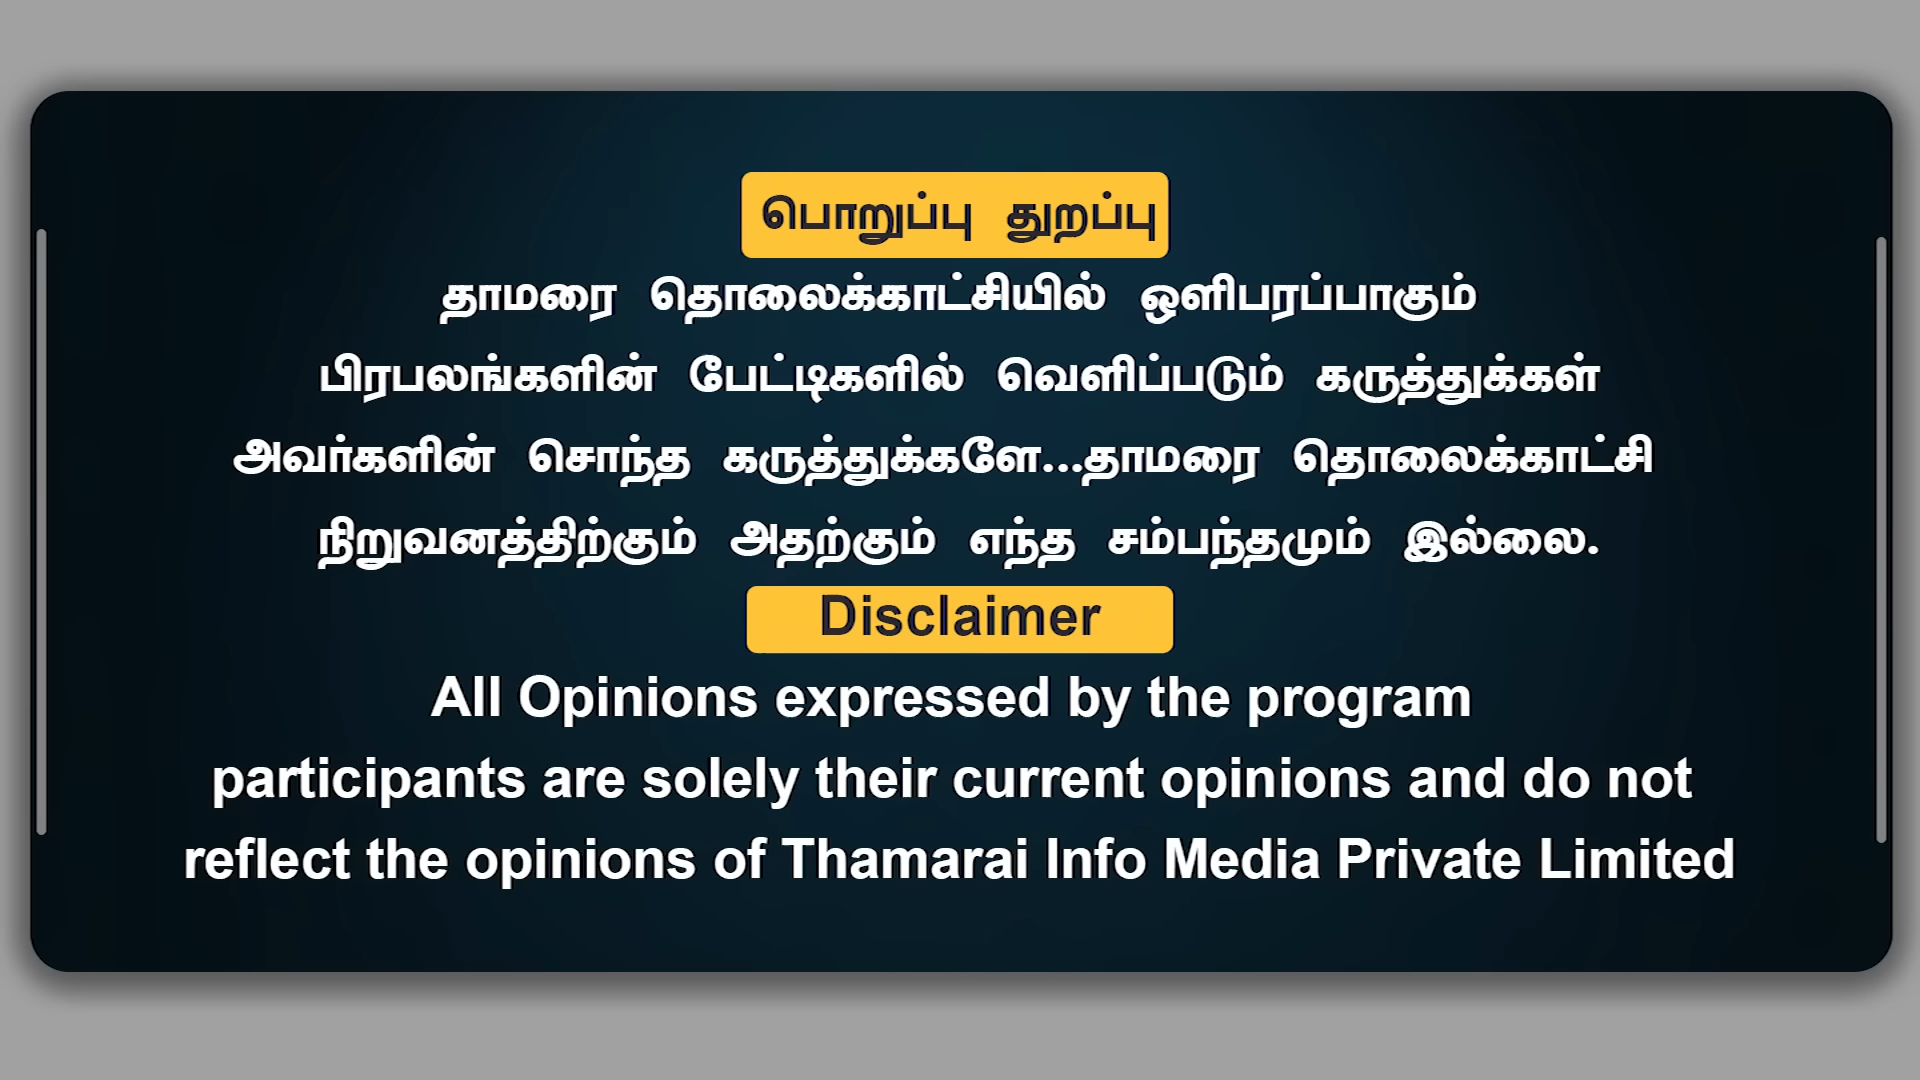 பொறுப்பு துறப்பு
தாமரை தொலைக்காட்சியில் ஒளிபரப்பாகும்
பிரபலங்களின் பேட்டிகளில் வெளிப்படும் கருத்துக்கள்
அவர்களின் சொந்த கருத்துக்களே...தாமரை தொலைக்காட்சி
நிறுவனத்திற்கும் அதற்கும் எந்த சம்பந்தமும் இல்லை.
Disclaimer
All Opinions expressed by the program
participants are solely their current opinions and do not
reflect the opinions of Thamarai Info Media Private Limited